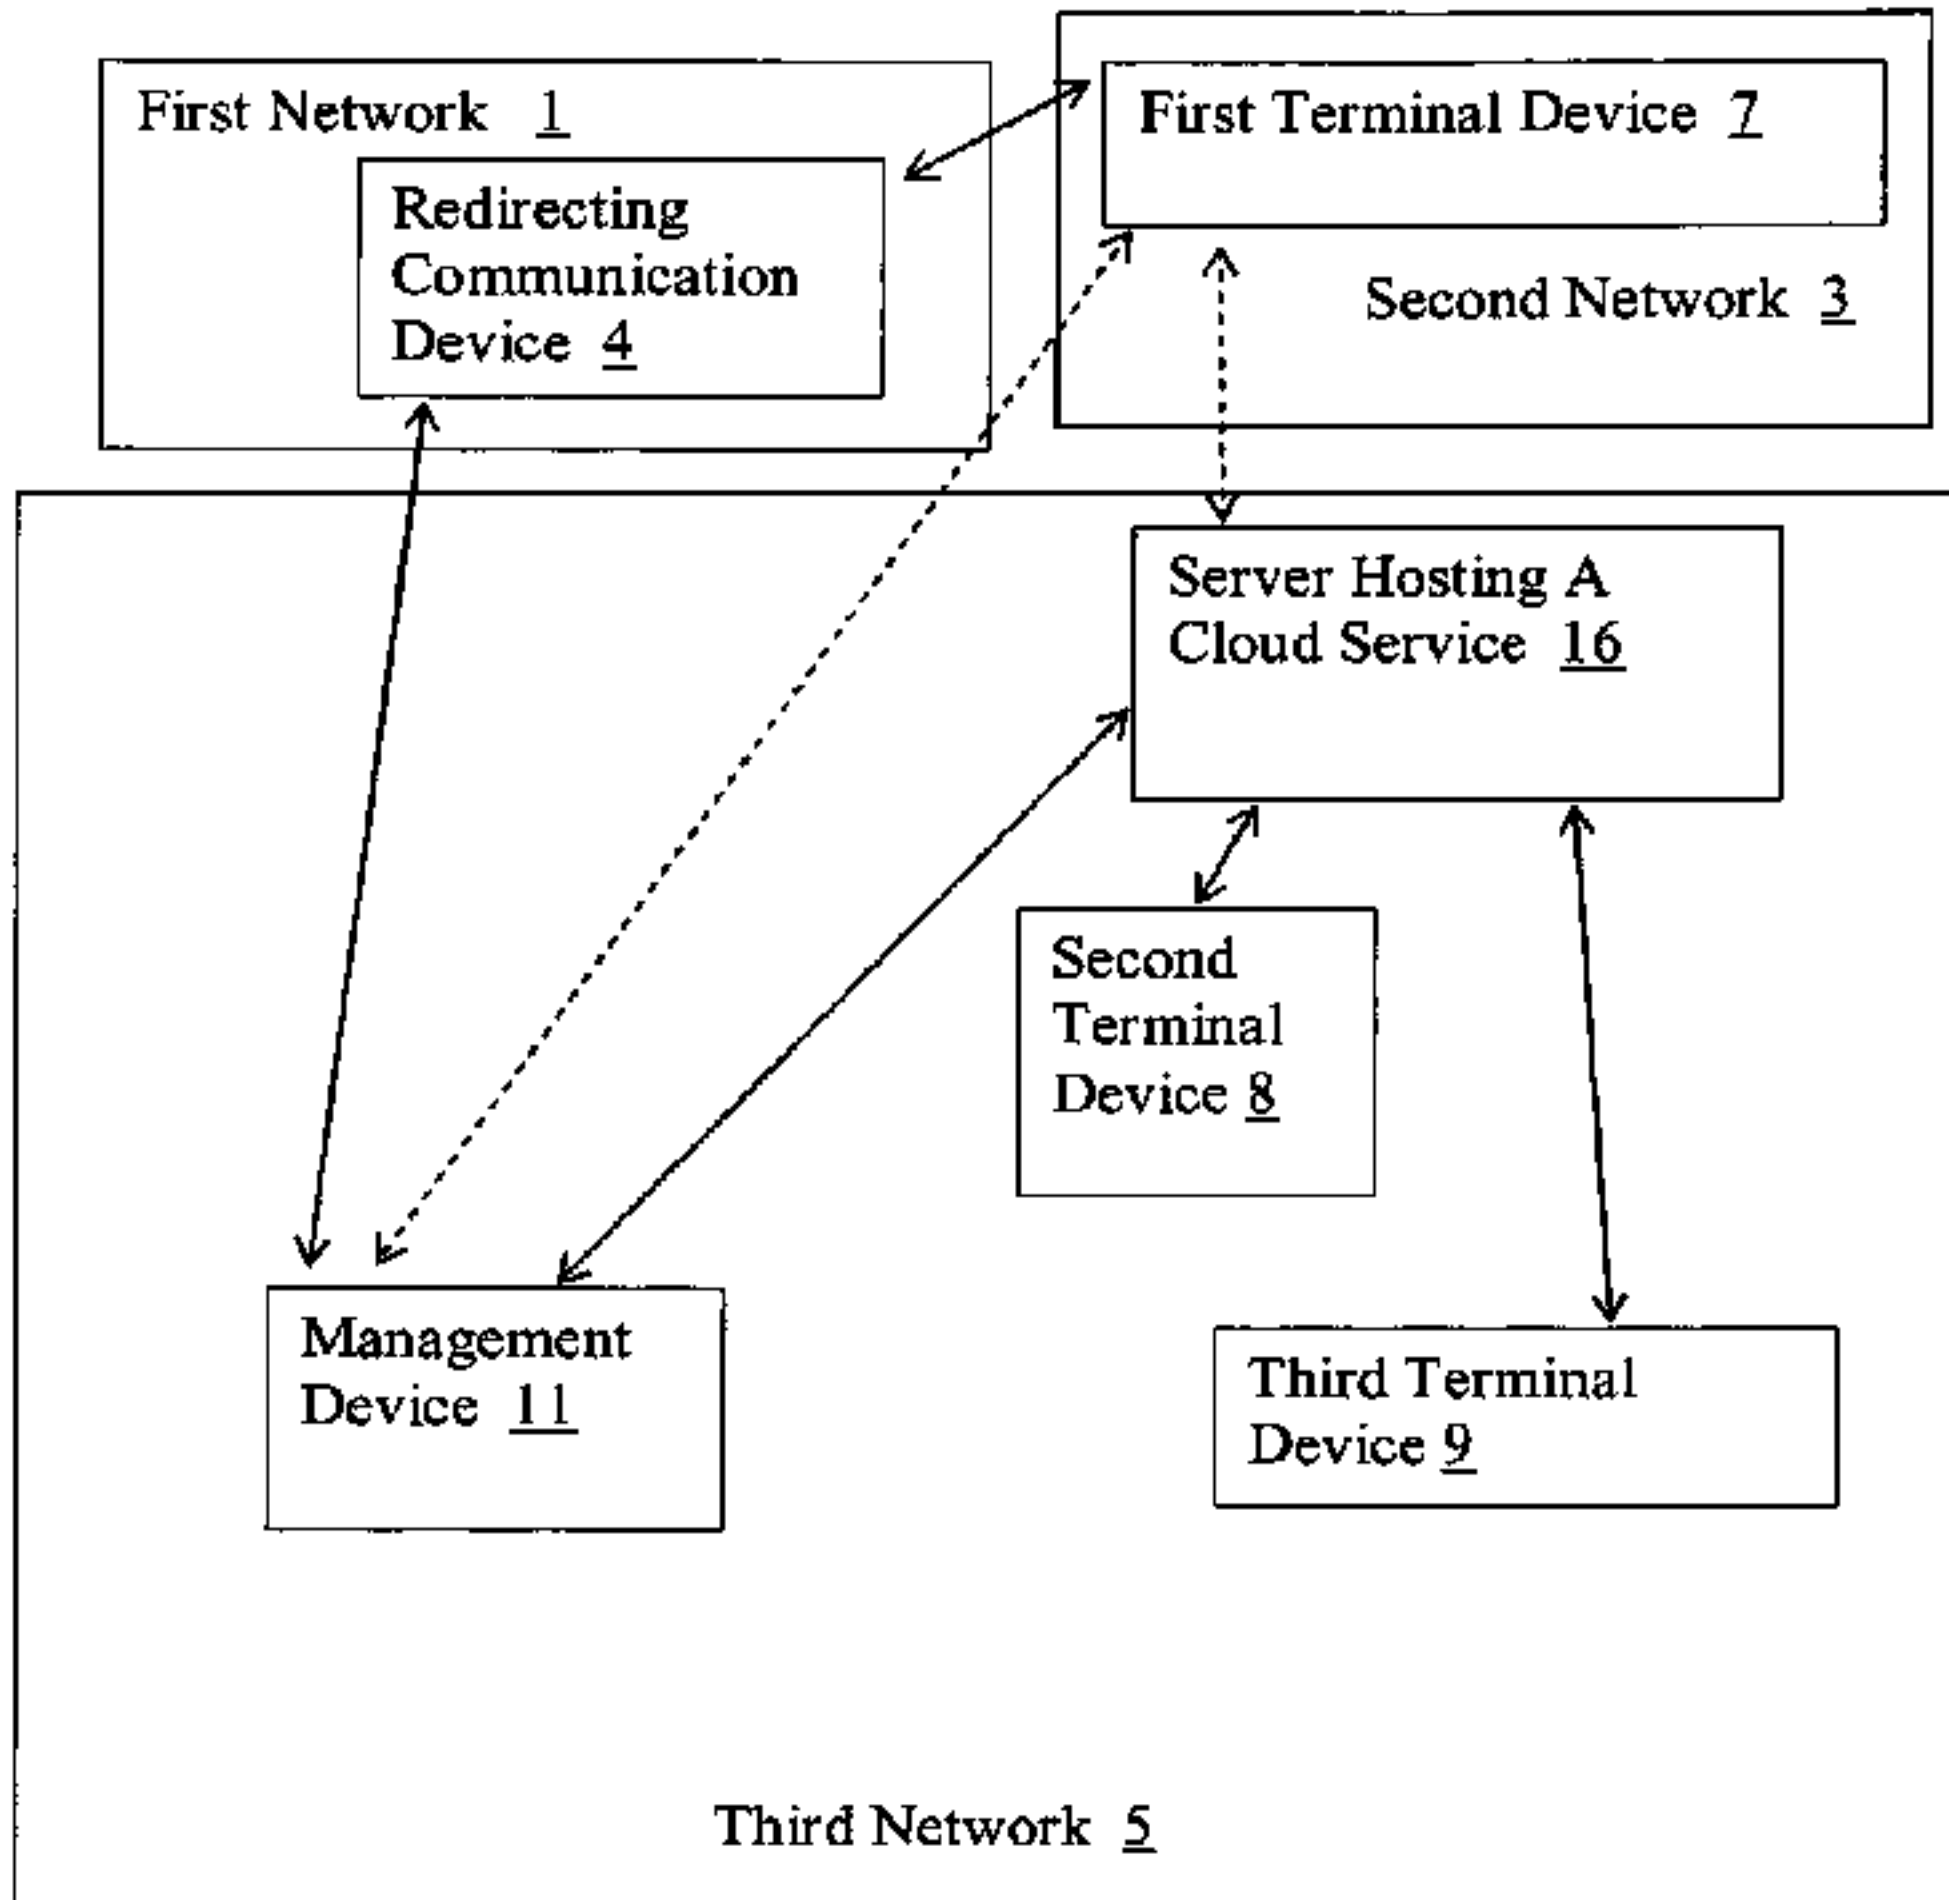 First Network 1
First Terminal Device 7
Redirecting
Communication
Device 4
Second Network 3
Server Hosting A
Cloud Service 16
Second
Terminal
Device 8
Management
Device 11
Third Terminal
Device 9
Third Network 5